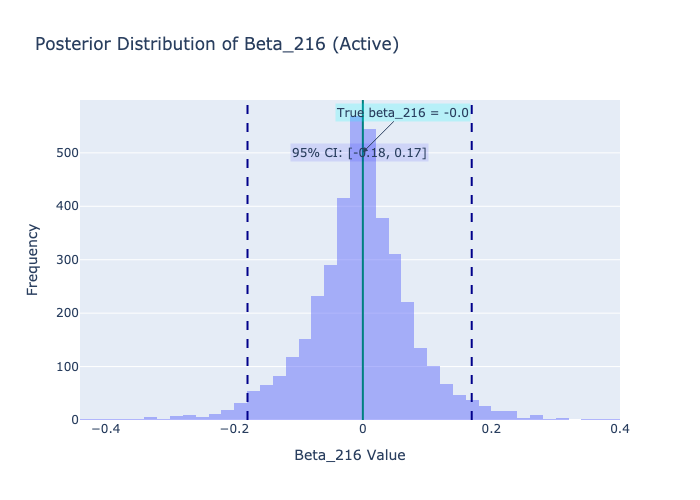 Posterior Distribution of Beta_216 (Active)
True beta_216 = -0.0
95% CI: [-0.18, 0.17]
Frequency
500
400
300
200
100
0
−0.4
−0.2
0
0.2
0.4
Beta_216 Value